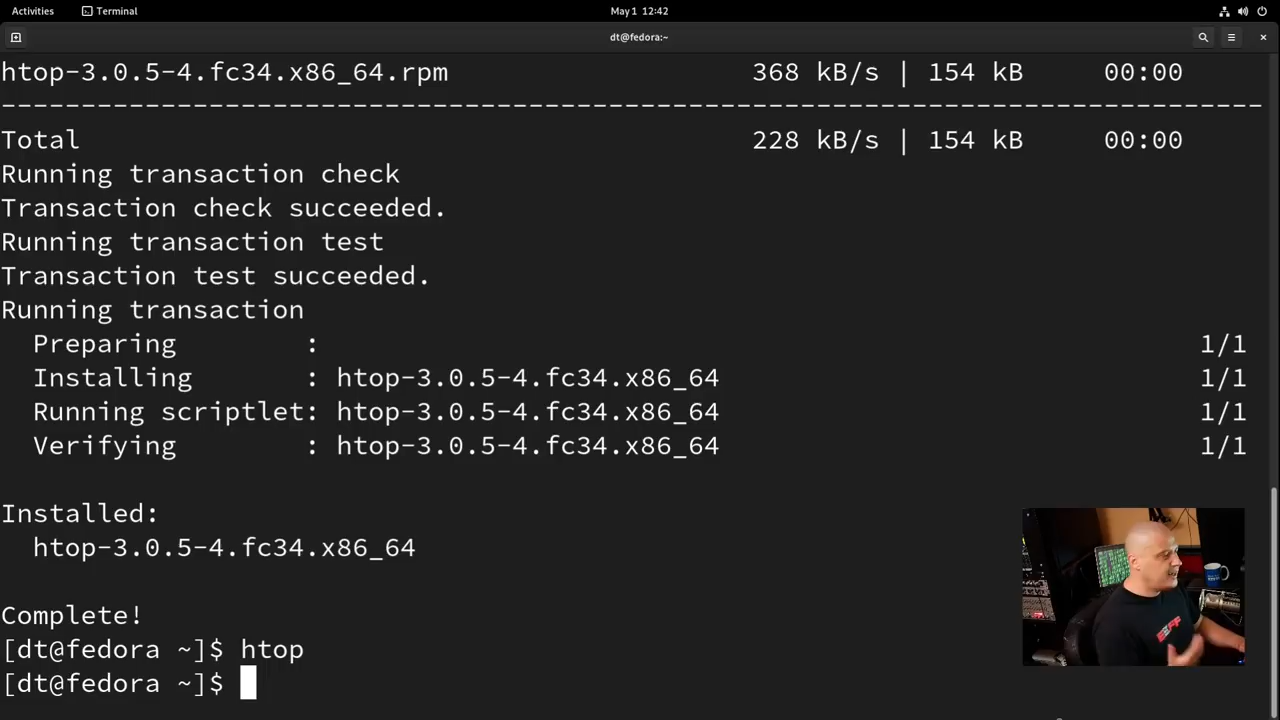 Activities Terminal May 1 12:42
dt@fedora:~
htop-3.0.5-4.fc34.x86_64.rpm 368 kB/s | 154 kB 00:00
--------------------------------------------------------------------------------
Total 228 kB/s | 154 kB 00:00
Running transaction check
Transaction check succeeded.
Running transaction test
Transaction test succeeded.
Running transaction
Preparing : 1/1
Installing : htop-3.0.5-4.fc34.x86_64 1/1
Running scriptlet: htop-3.0.5-4.fc34.x86_64 1/1
Verifying : htop-3.0.5-4.fc34.x86_64 1/1
Installed:
htop-3.0.5-4.fc34.x86_64
Complete!
[dt@fedora ~]$ htop
[dt@fedora ~]$